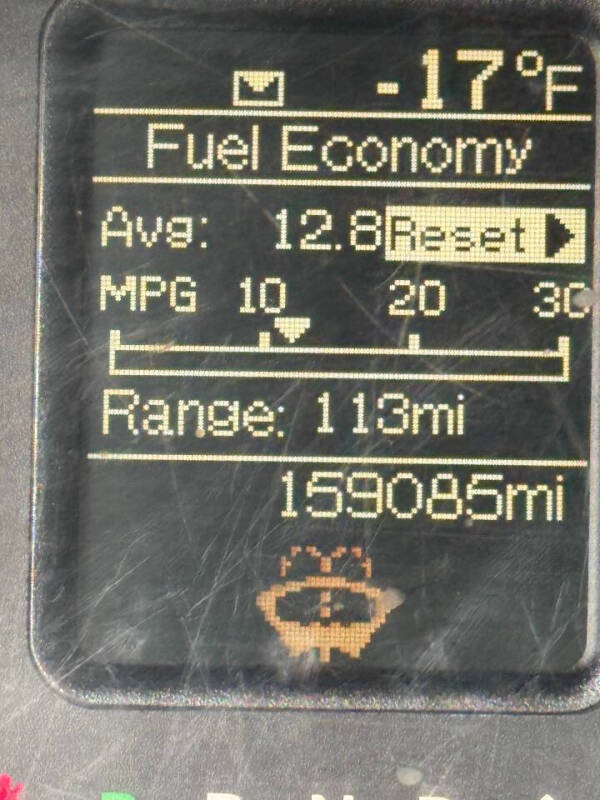 -17°F
Fuel Economy
Avg: 12.8 Reset
MPG 10 20 30
Range: 113mi
159085mi